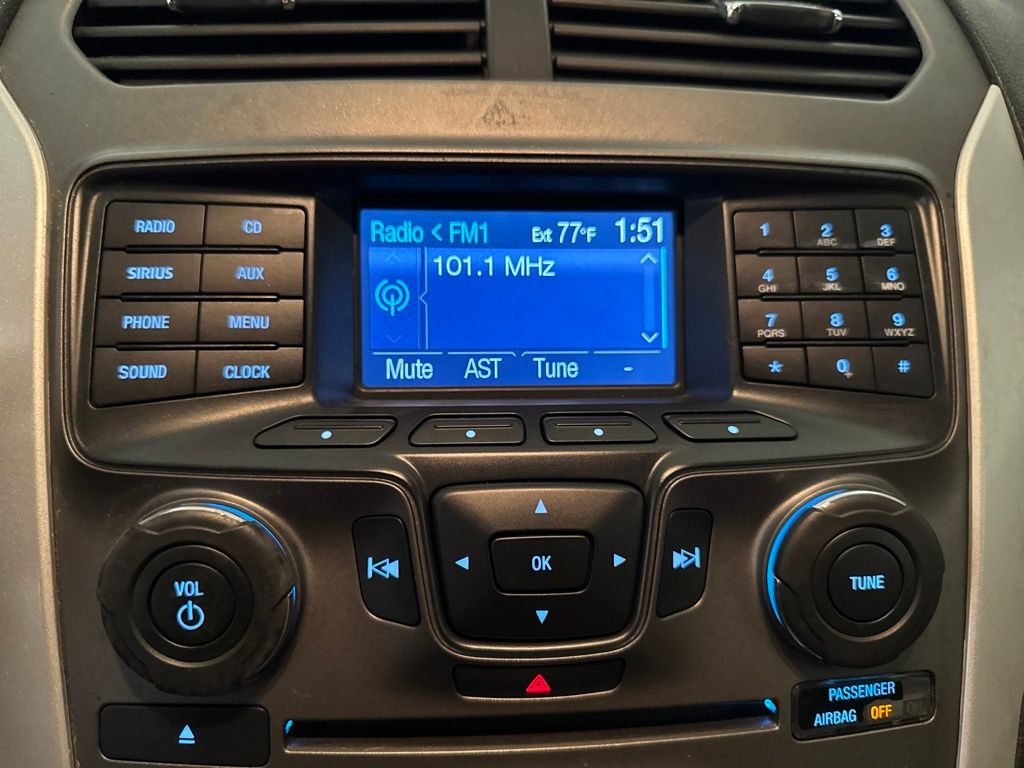 Radio < FM1 Ext 77°F 1:51
101.1 MHz
Mute AST Tune -
RADIO CD
SIRIUS AUX
PHONE MENU
SOUND CLOCK
1 2 ABC 3 DEF
4 GHI 5 JKL 6 MNO
7 PQRS 8 TUV 9 WXYZ
* 0+ #
VOL
OK
TUNE
PASSENGER
AIRBAG OFF ON